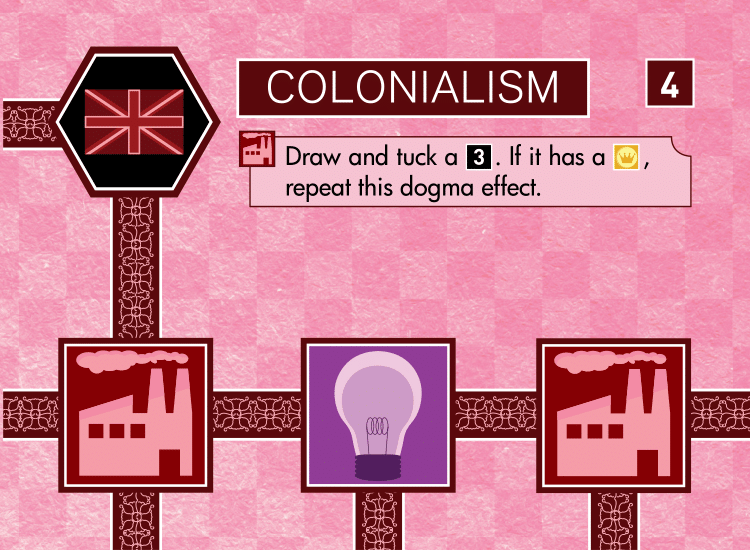 COLONIALISM
4
Draw and tuck a 3. If it has a ,
repeat this dogma effect.